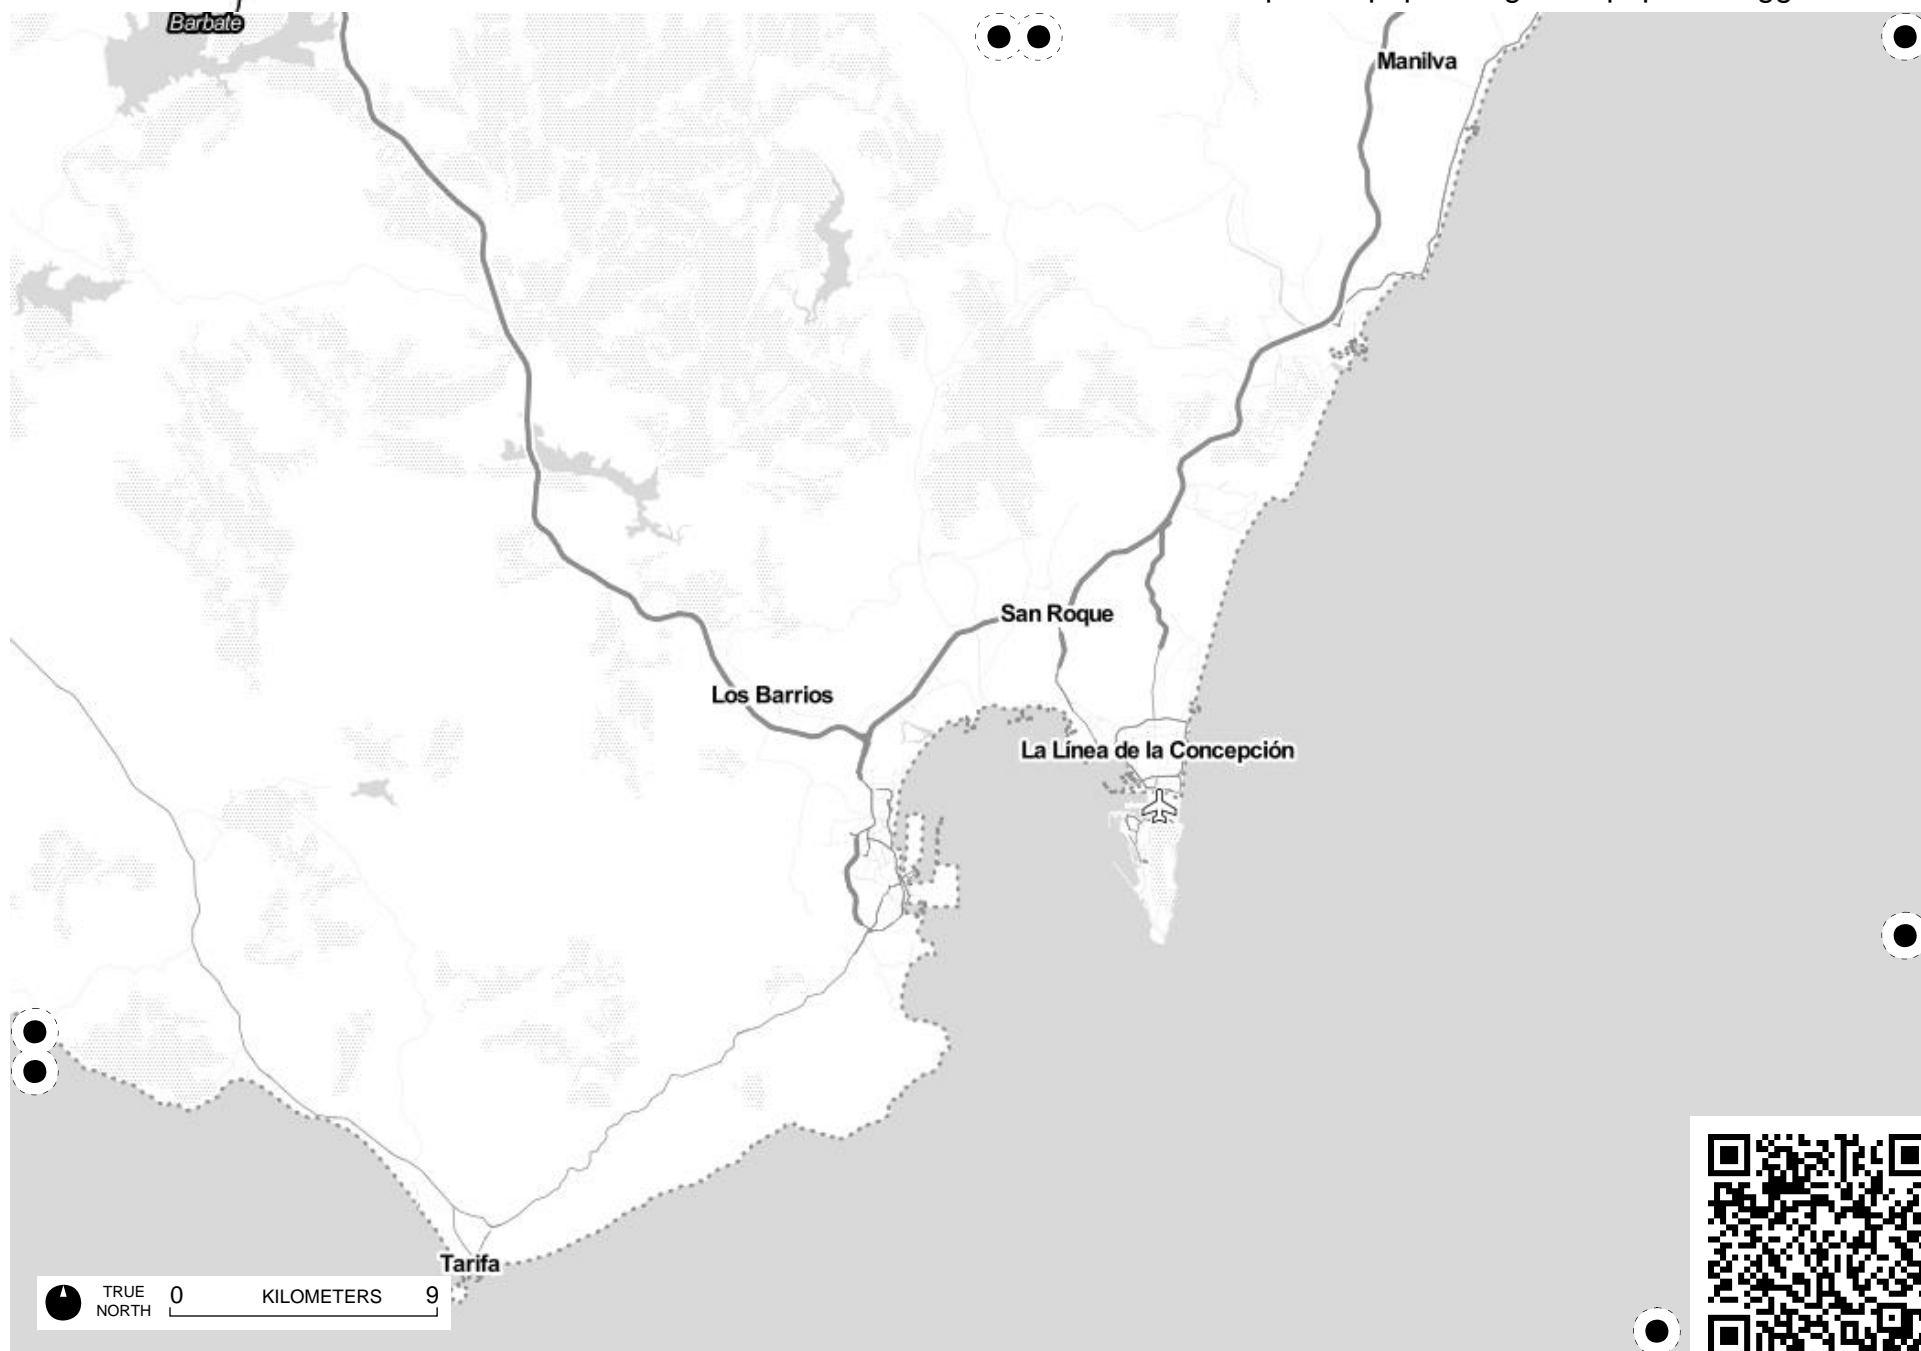 Barbate
Manilva
San Roque
Los Barrios
La Línea de la Concepción
Tarifa
TRUE
NORTH
0 KILOMETERS 9